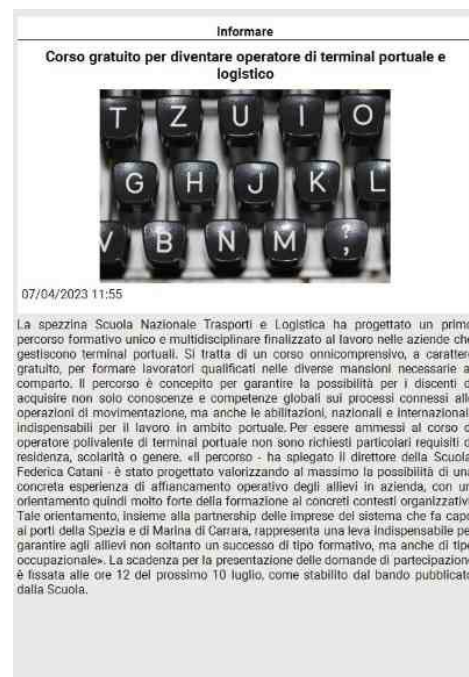 Informare
Corso gratuito per diventare operatore di terminal portuale e
logistico
T Z U I O
G H J K L
V B N M ? ;
07/04/2023 11:55
La spezzina Scuola Nazionale Trasporti e Logistica ha progettato un primo
percorso formativo unico e multidisciplinare finalizzato al lavoro nelle aziende che
gestiscono terminal portuali. Si tratta di un corso onnicomprensivo, a carattere
gratuito, per formare lavoratori qualificati nelle diverse mansioni necessarie al
comparto. Il percorso è concepito per garantire la possibilità per i discenti di
acquisire non solo conoscenze e competenze globali sui processi connessi alle
operazioni di movimentazione, ma anche le abilitazioni, nazionali e internazionali
indispensabili per il lavoro in ambito portuale. Per essere ammessi al corso di
operatore polivalente di terminal portuale non sono richiesti particolari requisiti di
residenza, scolarità o genere. «Il percorso - ha spiegato il direttore della Scuola,
Federica Catani - è stato progettato valorizzando al massimo la possibilità di una
concreta esperienza di affiancamento operativo degli allievi in azienda, con un
orientamento quindi molto forte della formazione ai concreti contesti organizzativi.
Tale orientamento, insieme alla partnership delle imprese del sistema che fa capo
ai porti della Spezia e di Marina di Carrara, rappresenta una leva indispensabile per
garantire agli allievi non soltanto un successo di tipo formativo, ma anche di tipo
occupazionale». La scadenza per la presentazione delle domande di partecipazione
è fissata alle ore 12 del prossimo 10 luglio, come stabilito dal bando pubblicato
dalla Scuola.